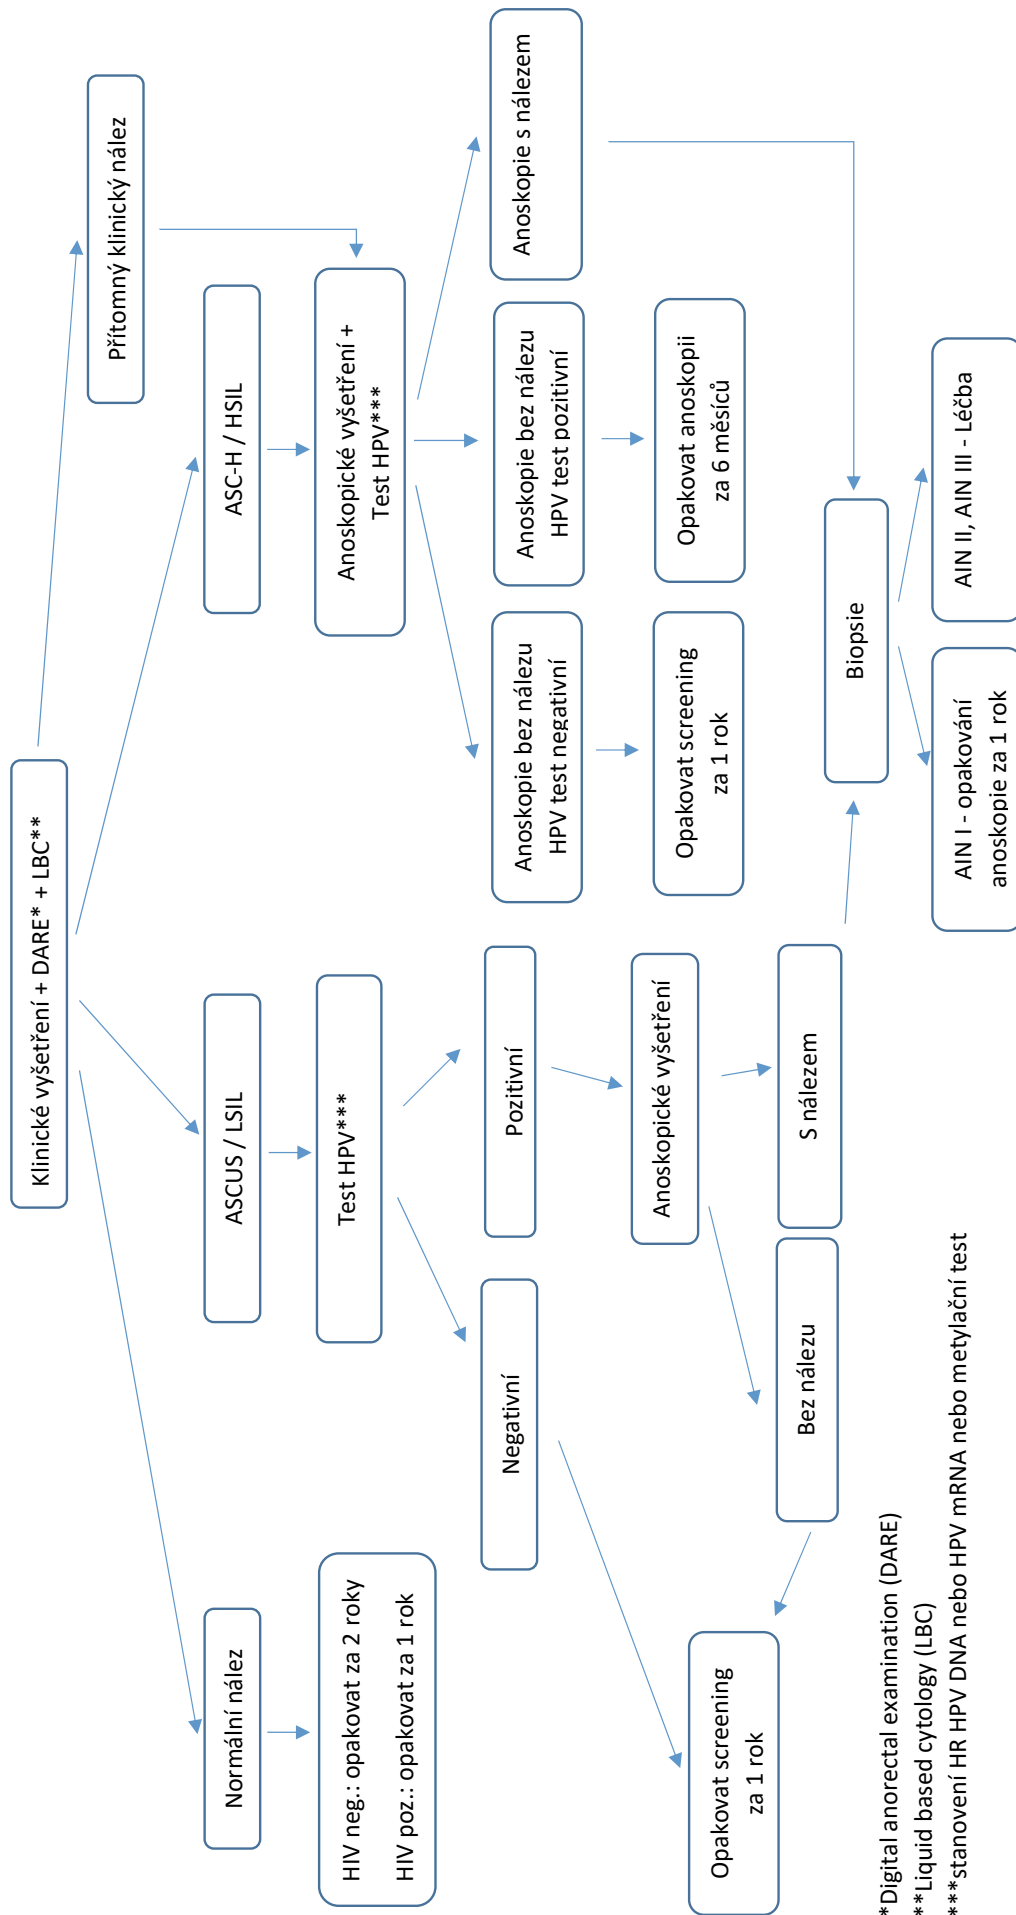 Klinické vyšetření + DARE* + LBC**
Přítomný klinický nález
Normální nález
ASCUS / LSIL
ASC-H / HSIL
HIV neg.: opakovat za 2 roky
HIV poz.: opakovat za 1 rok
Test HPV***
Anoskopické vyšetření +
Test HPV***
Negativní
Pozitivní
Anoskopie bez nálezu
HPV test negativní
Anoskopie bez nálezu
HPV test pozitivní
Anoskopie s nálezem
Anoskopické vyšetření
Opakovat screening
za 1 rok
Opakovat anoskopii
za 6 měsíců
Opakovat screening
za 1 rok
Bez nálezu
S nálezem
Biopsie
AIN I - opakování
anoskopie za 1 rok
AIN II, AIN III - Léčba
*Digital anorectal examination (DARE)
**Liquid based cytology (LBC)
***stanovení HR HPV DNA nebo HPV mRNA nebo metylační test